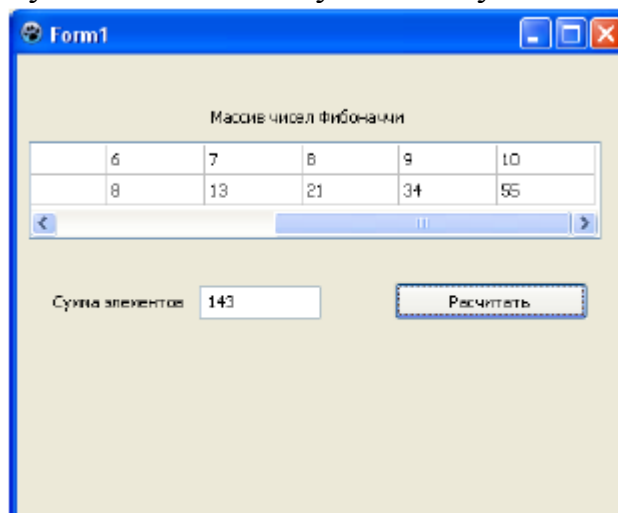 Form1
Массив чисел Фибоначчи
6 7 8 9 10
8 13 21 34 55
Сумма элементов 143 Расчитать